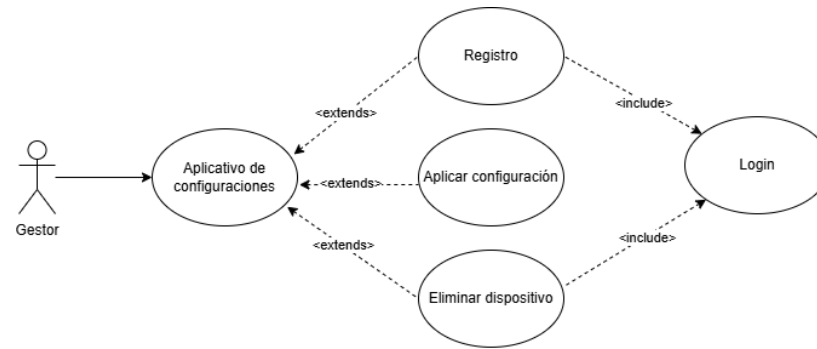 Registro
<extends>
<include>
Aplicativo de
configuraciones
<extends>
Aplicar configuración
Login
Gestor
<extends>
<include>
Eliminar dispositivo